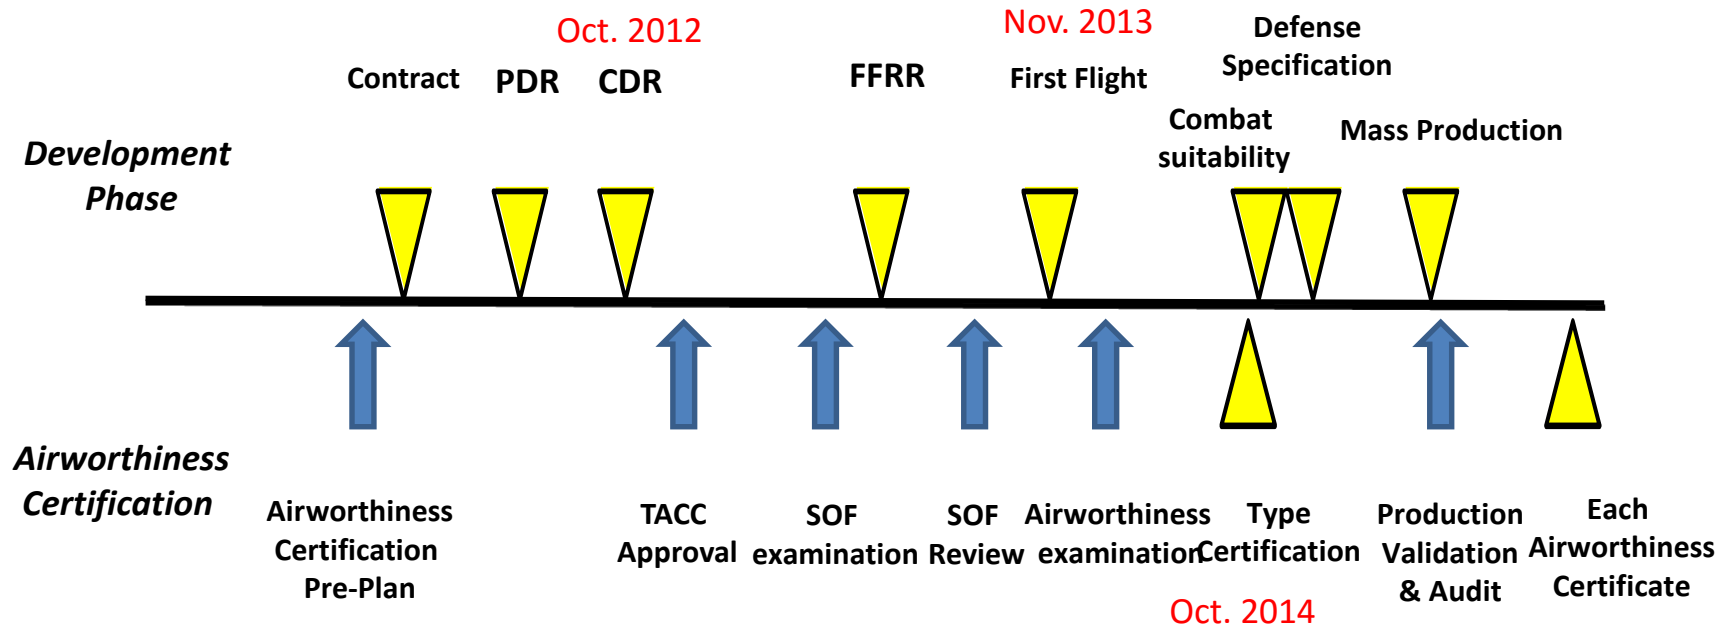 Oct. 2012
Nov. 2013
Defense
Specification
Contract
PDR
CDR
FFRR
First Flight
Combat
suitability
Mass Production
Development
Phase
Airworthiness
Certification
Airworthiness
Certification
Pre-Plan
TACC
Approval
SOF
examination
SOF
Review
Airworthiness
examination
Type
Certification
Oct. 2014
Production
Validation
& Audit
Each
Airworthiness
Certificate